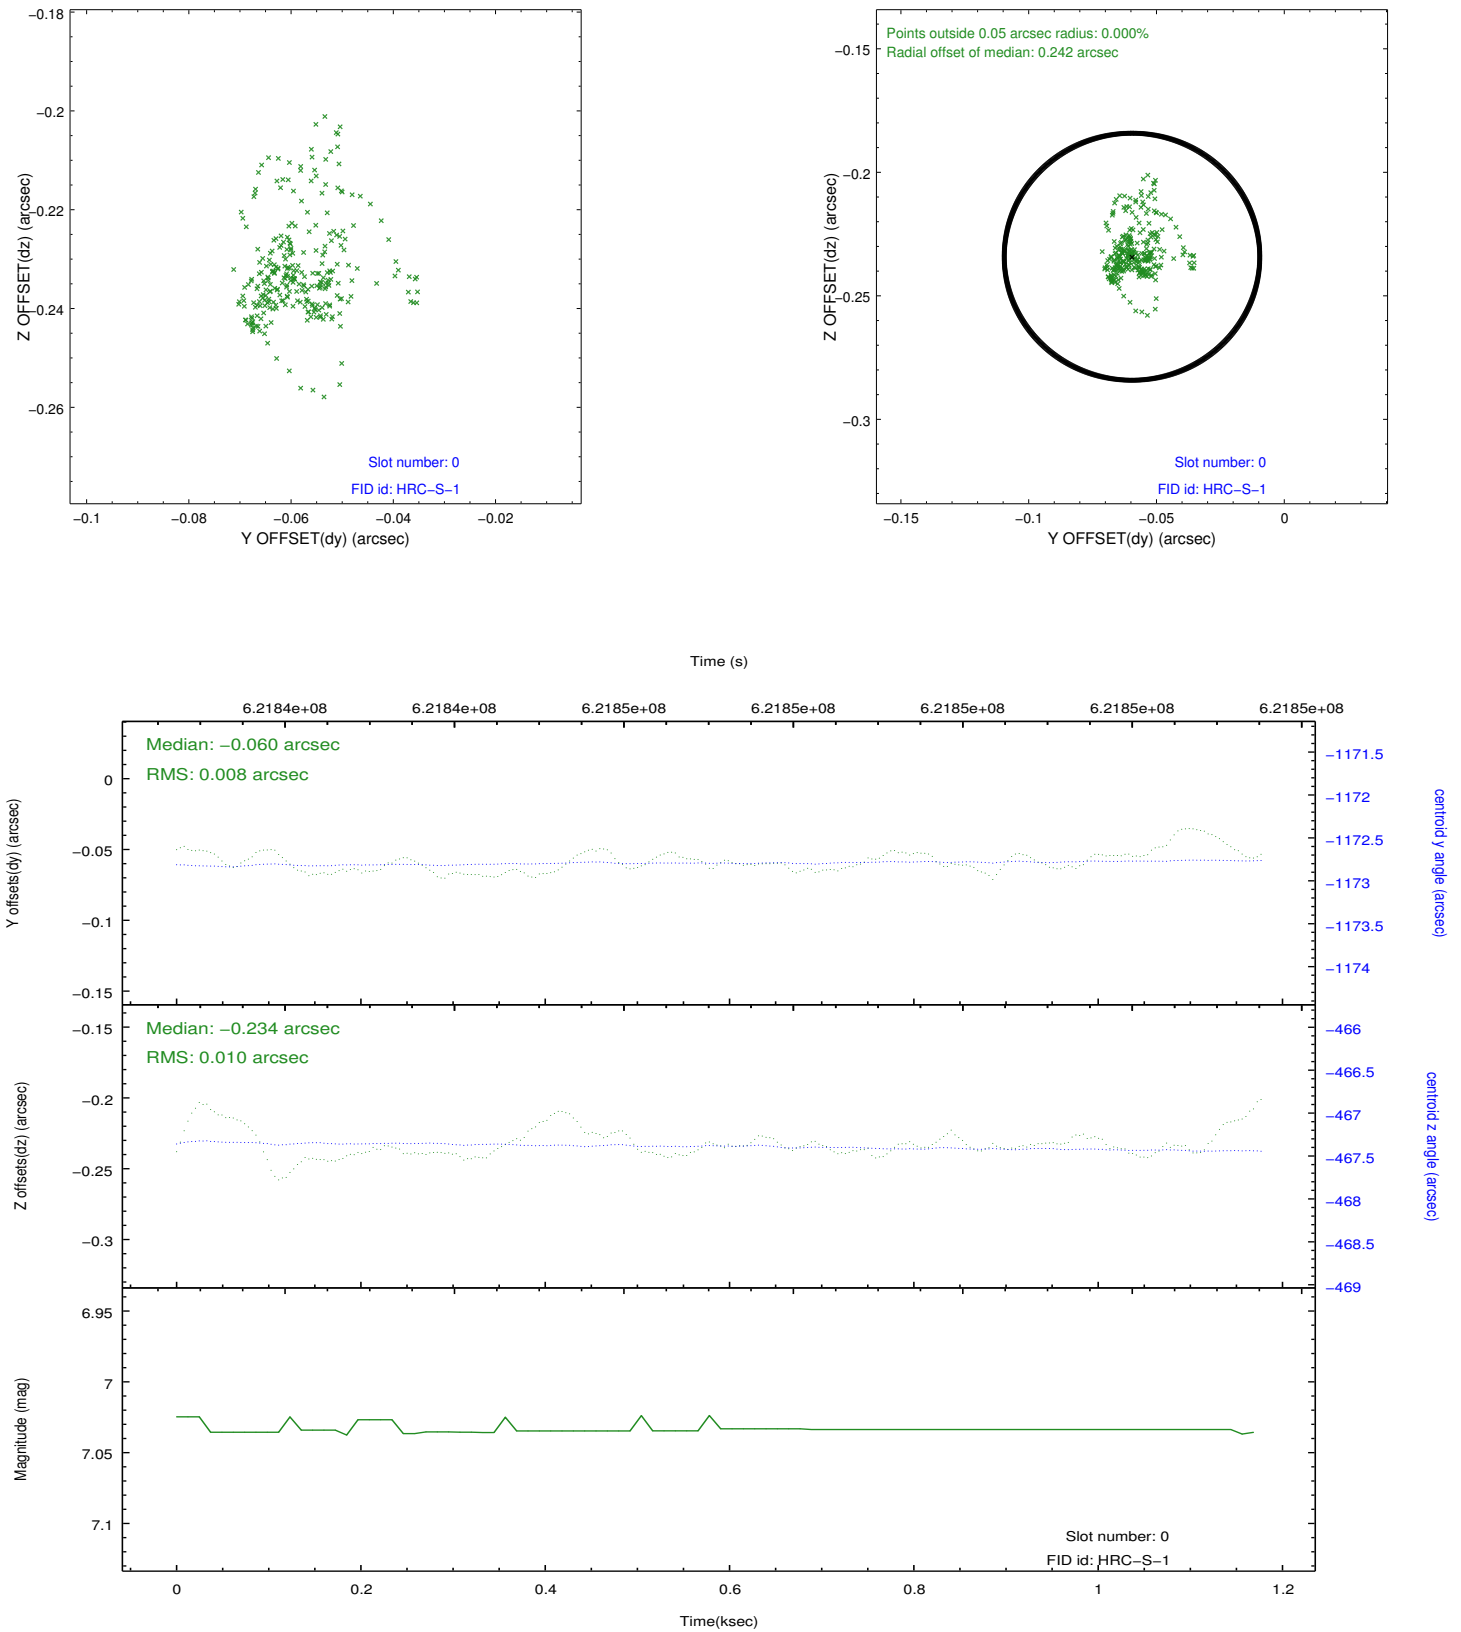 −0.18
−0.2
−0.22
−0.24
−0.26
Z OFFSET(dz) (arcsec)
Slot number: 0
FID id: HRC−S−1
−0.1
−0.08
−0.06
−0.04
−0.02
Y OFFSET(dy) (arcsec)
Points outside 0.05 arcsec radius: 0.000%
Radial offset of median: 0.242 arcsec
−0.15
−0.2
−0.25
−0.3
Z OFFSET(dz) (arcsec)
Slot number: 0
FID id: HRC−S−1
−0.15
−0.1
−0.05
0
Y OFFSET(dy) (arcsec)
Time (s)
6.2184e+08
6.2184e+08
6.2185e+08
6.2185e+08
6.2185e+08
6.2185e+08
6.2185e+08
Median: −0.060 arcsec
RMS: 0.008 arcsec
0
−0.05
−0.1
−0.15
Y offsets(dy) (arcsec)
−1171.5
−1172
−1172.5
−1173
−1173.5
−1174
centroid y angle (arcsec)
Median: −0.234 arcsec
RMS: 0.010 arcsec
−0.15
−0.2
−0.25
−0.3
Z offsets(dz) (arcsec)
−466
−466.5
−467
−467.5
−468
−468.5
−469
centroid z angle (arcsec)
6.95
7
7.05
7.1
Magnitude (mag)
Slot number: 0
FID id: HRC−S−1
0
0.2
0.4
0.6
0.8
1
1.2
Time(ksec)